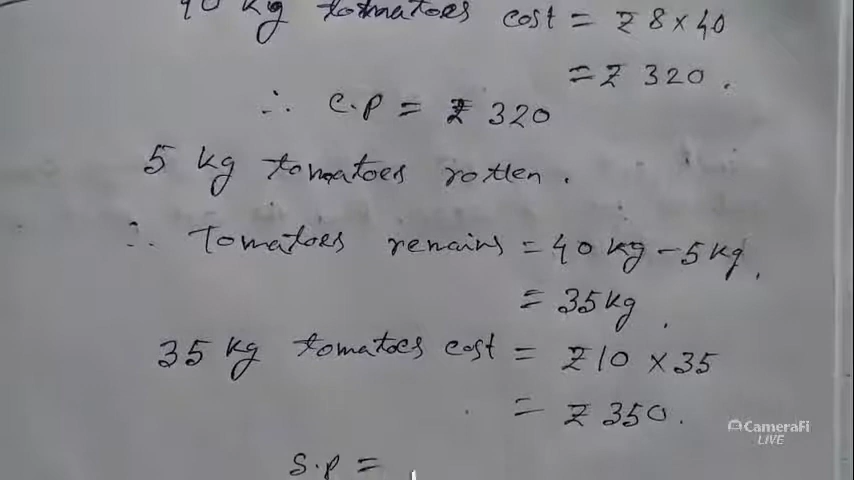 40 kg tomatoes cost = ₹ 8 × 40
= ₹ 320.
∴ C.P = ₹ 320
5 kg tomatoes rotten.
∴ Tomatoes remains = 40 kg - 5 kg.
= 35 kg.
35 kg tomatoes cost = ₹ 10 × 35
= ₹ 350.
S.P =
CameraFi
LIVE